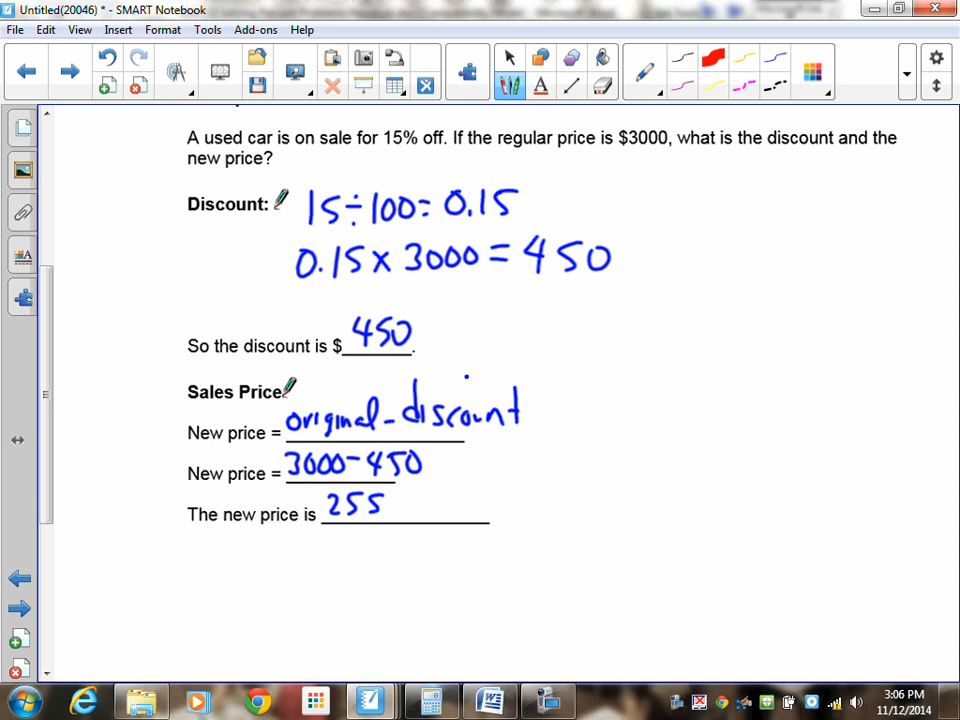 Untitled(20046) * - SMART Notebook
File Edit View Insert Format Tools Add-ons Help
A used car is on sale for 15% off. If the regular price is $3000, what is the discount and the
new price?
Discount: 15÷100= 0.15
0.15 x 3000 = 450
So the discount is $ 450.
Sales Price
New price = original - discount
New price = 3000-450
The new price is 255
3:06 PM
11/12/2014